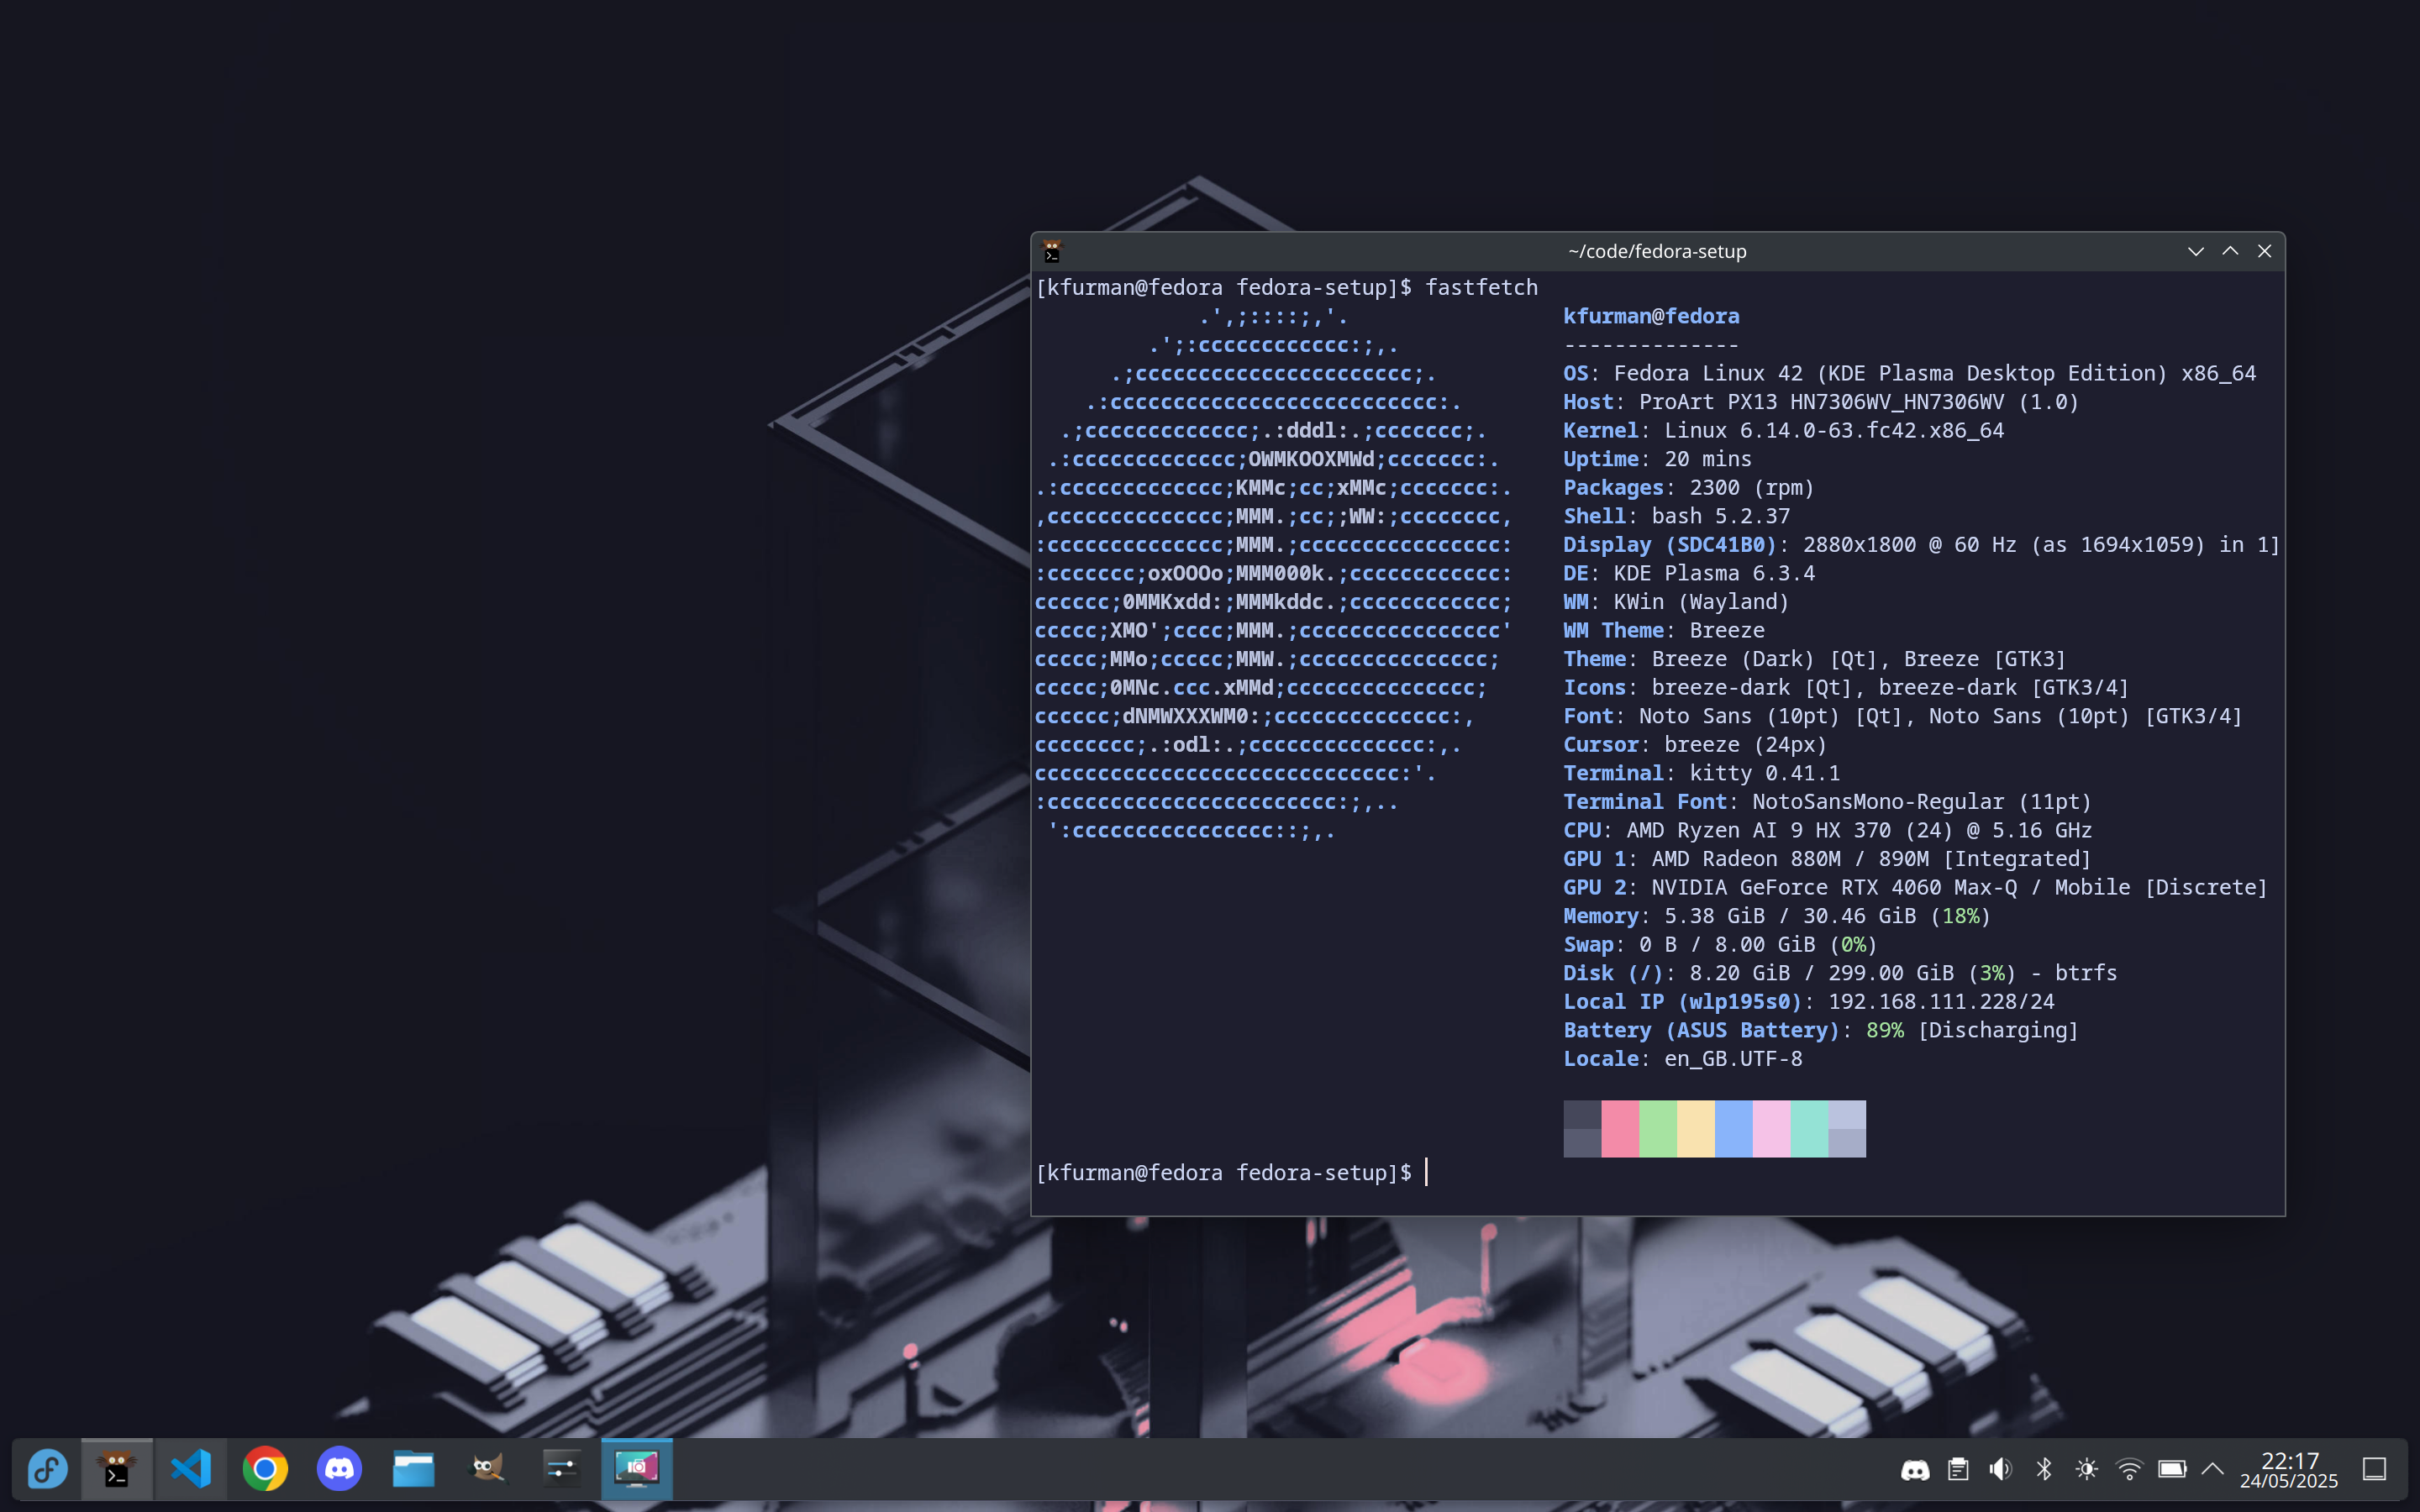 ~/code/fedora-setup
[kfurman@fedora fedora-setup]$ fastfetch
             .',;::::;,'.                 kfurman@fedora
         .';:cccccccccccc:;,.             --------------
      .;cccccccccccccccccccccc;.          OS: Fedora Linux 42 (KDE Plasma Desktop Edition) x86_64
    .:cccccccccccccccccccccccccc:.        Host: ProArt PX13 HN7306WV_HN7306WV (1.0)
  .;ccccccccccccc;.:dddl:.;ccccccc;.      Kernel: Linux 6.14.0-63.fc42.x86_64
 .:ccccccccccccc;OWMKOOXMWd;ccccccc:.     Uptime: 20 mins
.:ccccccccccccc;KMMc;cc;xMMc;ccccccc:.    Packages: 2300 (rpm)
,cccccccccccccc;MMM.;cc;;WW:;cccccccc,    Shell: bash 5.2.37
:cccccccccccccc;MMM.;cccccccccccccccc:    Display (SDC41B0): 2880x1800 @ 60 Hz (as 1694x1059) in 1]
:ccccccc;oxOOOo;MMM000k.;cccccccccccc:    DE: KDE Plasma 6.3.4
cccccc;0MMKxdd:;MMMkddc.;cccccccccccc;    WM: KWin (Wayland)
ccccc;XMO';cccc;MMM.;cccccccccccccccc'    WM Theme: Breeze
ccccc;MMo;ccccc;MMW.;ccccccccccccccc;     Theme: Breeze (Dark) [Qt], Breeze [GTK3]
ccccc;0MNc.ccc.xMMd;ccccccccccccccc;      Icons: breeze-dark [Qt], breeze-dark [GTK3/4]
cccccc;dNMWXXXWM0:;cccccccccccccc:,       Font: Noto Sans (10pt) [Qt], Noto Sans (10pt) [GTK3/4]
cccccccc;.:odl:.;cccccccccccccc:,.        Cursor: breeze (24px)
ccccccccccccccccccccccccccccc:'.          Terminal: kitty 0.41.1
:ccccccccccccccccccccccc:;,..             Terminal Font: NotoSansMono-Regular (11pt)
 ':cccccccccccccccc::;,.                  CPU: AMD Ryzen AI 9 HX 370 (24) @ 5.16 GHz
GPU 1: AMD Radeon 880M / 890M [Integrated]
GPU 2: NVIDIA GeForce RTX 4060 Max-Q / Mobile [Discrete]
Memory: 5.38 GiB / 30.46 GiB (18%)
Swap: 0 B / 8.00 GiB (0%)
Disk (/): 8.20 GiB / 299.00 GiB (3%) - btrfs
Local IP (wlp195s0): 192.168.111.228/24
Battery (ASUS Battery): 89% [Discharging]
Locale: en_GB.UTF-8
[kfurman@fedora fedora-setup]$
22:17
24/05/2025